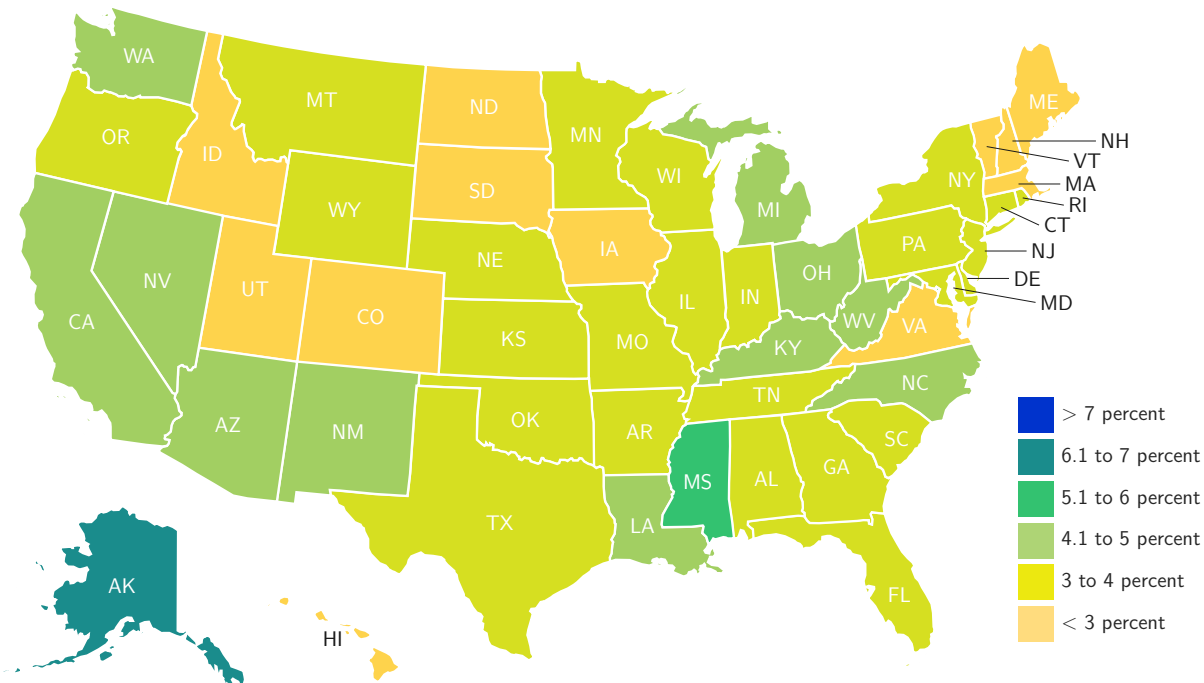 WA
MT
ND
MN
ME
OR
ID
SD
WI
NH
VT
NY
MA
RI
CT
WY
MI
PA
NJ
NE
IA
OH
DE
MD
NV
UT
CO
IL
IN
WV
VA
CA
KS
MO
KY
NC
AZ
NM
OK
AR
TN
SC
TX
LA
MS
AL
GA
FL
AK
HI
> 7 percent
6.1 to 7 percent
5.1 to 6 percent
4.1 to 5 percent
3 to 4 percent
< 3 percent